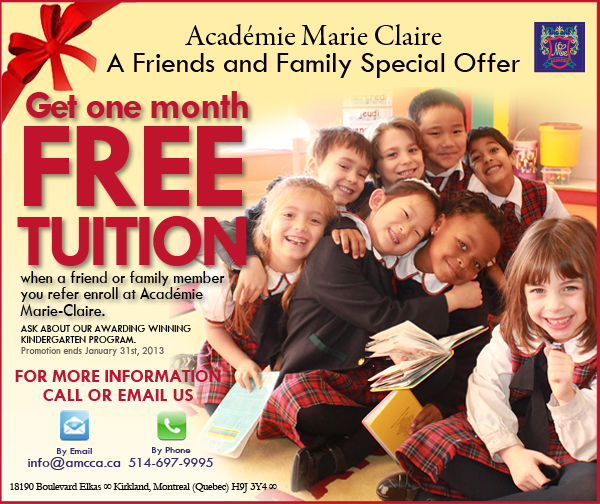 Académie Marie Claire
A Friends and Family Special Offer
Get one month
FREE
TUITION
when a friend or family member
you refer enroll at Académie
Marie-Claire.
ASK ABOUT OUR AWARDING WINNING
KINDERGARTEN PROGRAM.
Promotion ends January 31st, 2013
FOR MORE INFORMATION
CALL OR EMAIL US
By Email
info@amcca.ca
By Phone
514-697-9995
18190 Boulevard Elkas ∞ Kirkland, Montreal (Quebec) H9J 3Y4 ∞